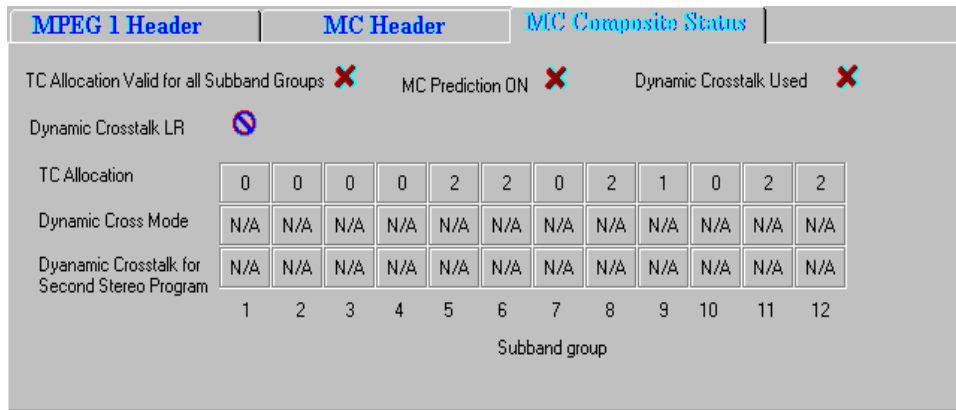 MPEG 1 Header MC Header MC Composite Status
TC Allocation Valid for all Subband Groups MC Prediction ON Dynamic Crosstalk Used
Dynamic Crosstalk LR
TC Allocation 0 0 0 0 2 2 0 2 1 0 2 2
Dynamic Cross Mode N/A N/A N/A N/A N/A N/A N/A N/A N/A N/A N/A N/A
Dyanamic Crosstalk for
Second Stereo Program N/A N/A N/A N/A N/A N/A N/A N/A N/A N/A N/A N/A
1 2 3 4 5 6 7 8 9 10 11 12
Subband group